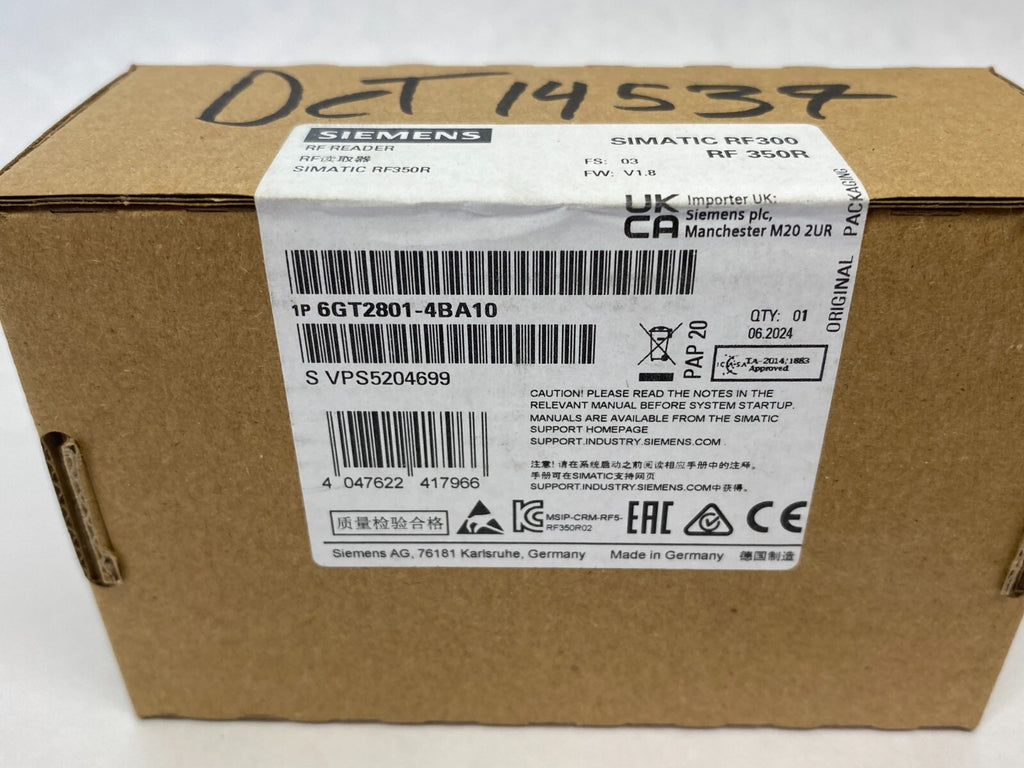 DCT 14539
SIEMENS
RF READER
RF读取器
SIMATIC RF350R
SIMATIC RF300
RF 350R
FS: 03
FW: V1.8
UK
CA
Importer UK:
Siemens plc,
Manchester M20 2UR
ORIGINAL PACKAGING
1P 6GT2801-4BA10
S VPS5204699
QTY: 01
06.2024
PAP 20
ICASA
TA-2014/1883
Approved
4 047622 417966
CAUTION! PLEASE READ THE NOTES IN THE
RELEVANT MANUAL BEFORE SYSTEM STARTUP.
MANUALS ARE AVAILABLE FROM THE SIMATIC
SUPPORT HOMEPAGE
SUPPORT.INDUSTRY.SIEMENS.COM .
注意! 请在系统启动之前阅读相应手册中的注释。
手册可在SIMATIC支持网页
SUPPORT.INDUSTRY.SIEMENS.COM中获得。
质量检验合格
MSIP-CRM-RF5-
RF350R02
EAC
CE
Siemens AG, 76181 Karlsruhe, Germany
Made in Germany 德国制造